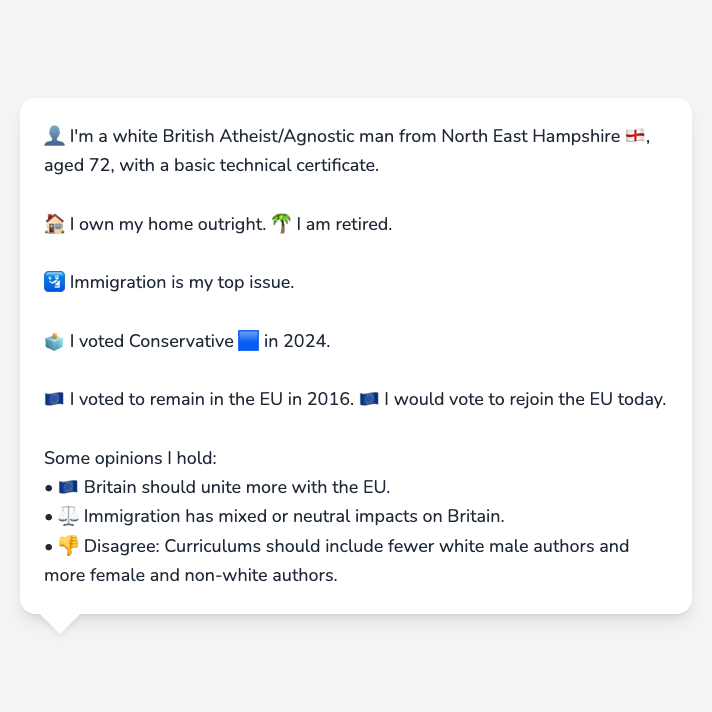 👤 I'm a white British Atheist/Agnostic man from North East Hampshire 🏴󠁧󠁢󠁥󠁮󠁧󠁿,
aged 72, with a basic technical certificate.
🏠 I own my home outright. 🌴 I am retired.
🛂 Immigration is my top issue.
🗳️ I voted Conservative 🟦 in 2024.
🇪🇺 I voted to remain in the EU in 2016. 🇪🇺 I would vote to rejoin the EU today.
Some opinions I hold:
• 🇪🇺 Britain should unite more with the EU.
• ⚖️ Immigration has mixed or neutral impacts on Britain.
• 👎 Disagree: Curriculums should include fewer white male authors and
more female and non-white authors.